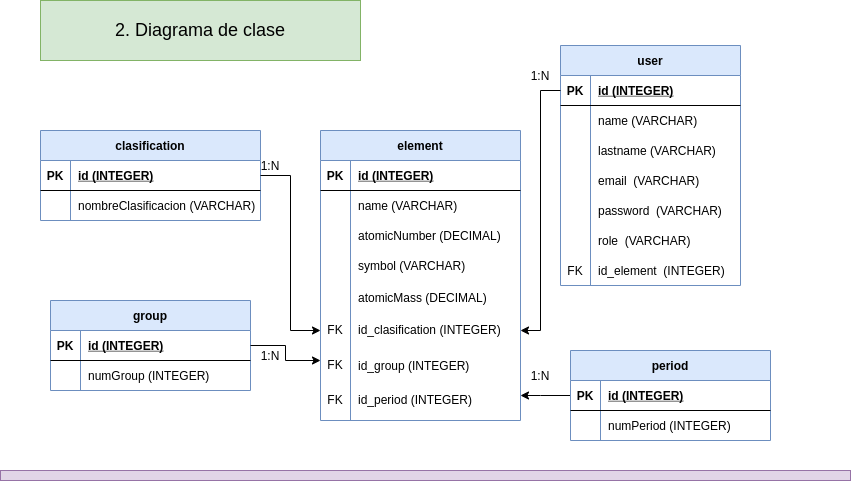 2. Diagrama de clase
clasification
PK id (INTEGER)
nombreClasificacion (VARCHAR)
1:N
group
PK id (INTEGER)
numGroup (INTEGER)
1:N
element
PK id (INTEGER)
name (VARCHAR)
atomicNumber (DECIMAL)
symbol (VARCHAR)
atomicMass (DECIMAL)
FK id_clasification (INTEGER)
FK id_group (INTEGER)
FK id_period (INTEGER)
1:N
user
PK id (INTEGER)
name (VARCHAR)
lastname (VARCHAR)
email (VARCHAR)
password (VARCHAR)
role (VARCHAR)
FK id_element (INTEGER)
1:N
period
PK id (INTEGER)
numPeriod (INTEGER)